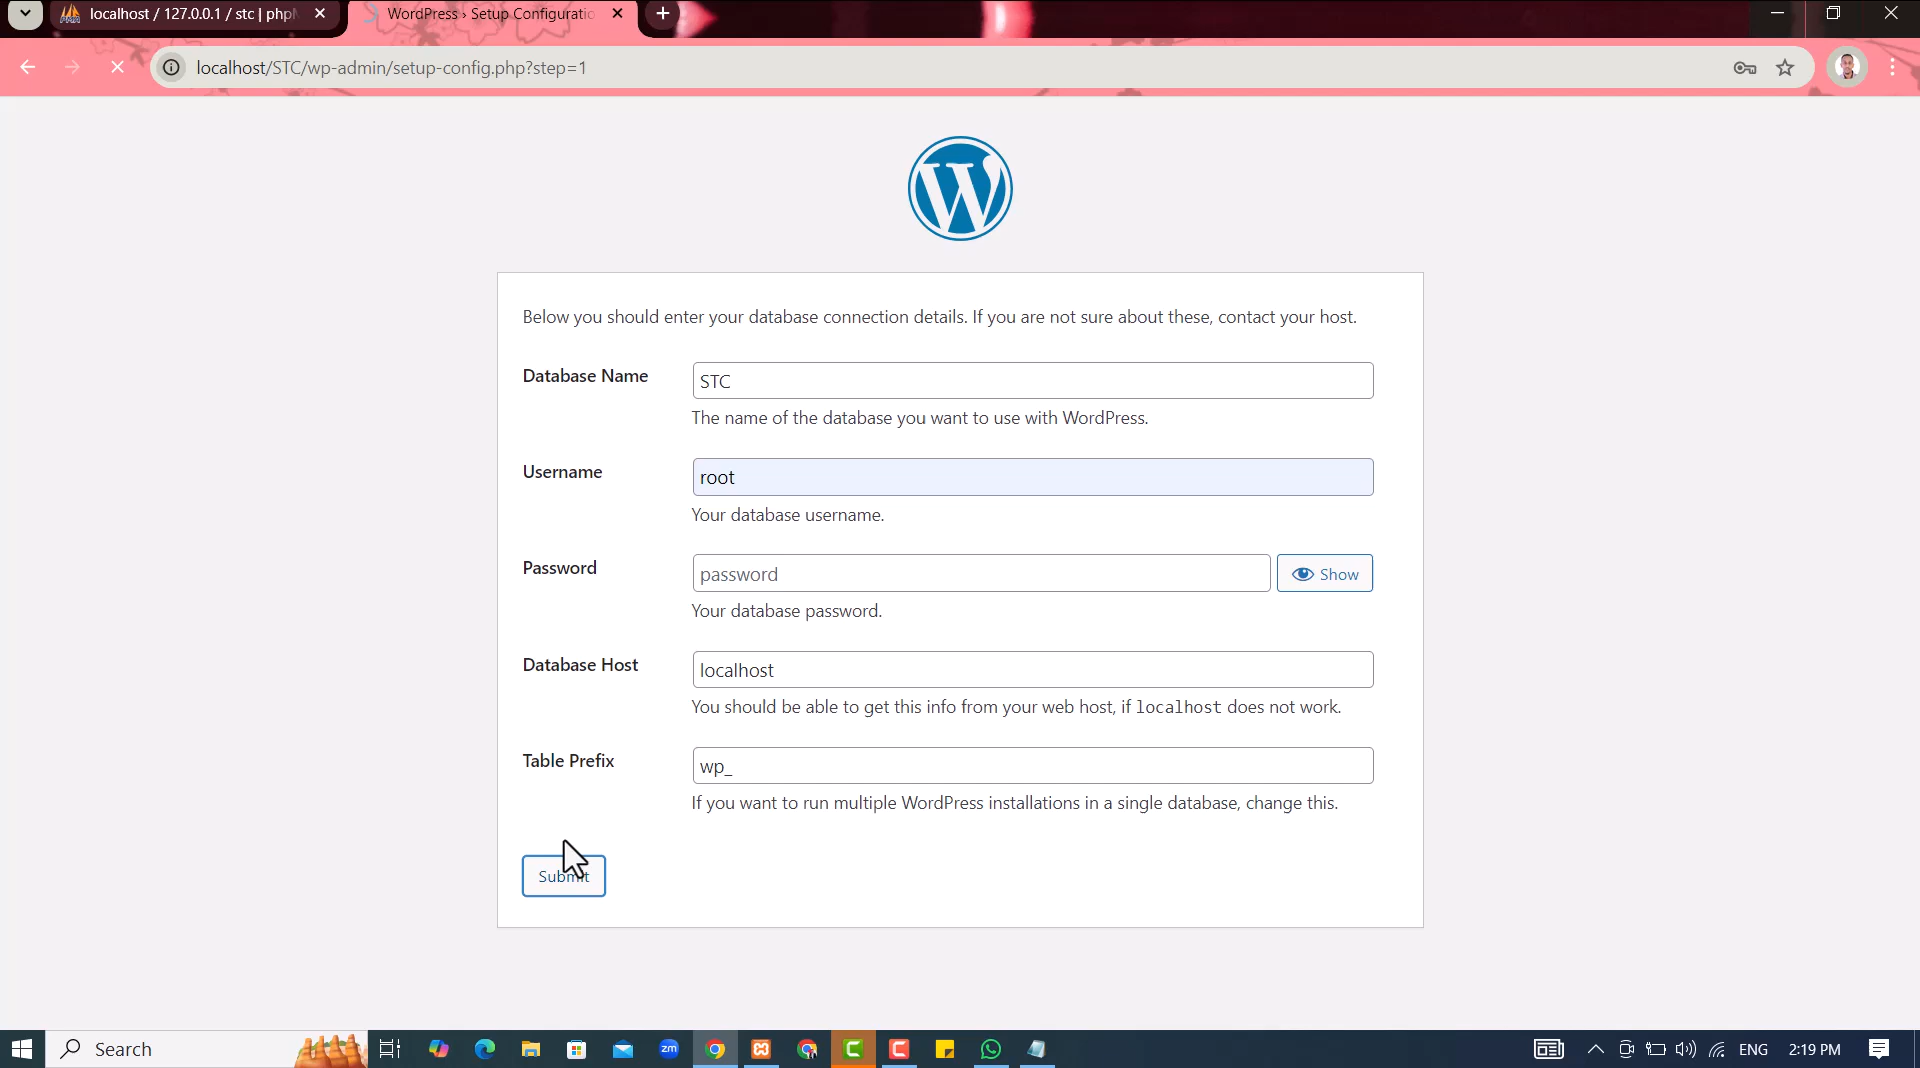 localhost / 127.0.0.1 / stc | php
WordPress › Setup Configuratio
localhost/STC/wp-admin/setup-config.php?step=1
Below you should enter your database connection details. If you are not sure about these, contact your host.
Database Name
STC
The name of the database you want to use with WordPress.
Username
root
Your database username.
Password
password
Show
Your database password.
Database Host
localhost
You should be able to get this info from your web host, if localhost does not work.
Table Prefix
wp_
If you want to run multiple WordPress installations in a single database, change this.
Submit
Search
zm
ENG
2:19 PM